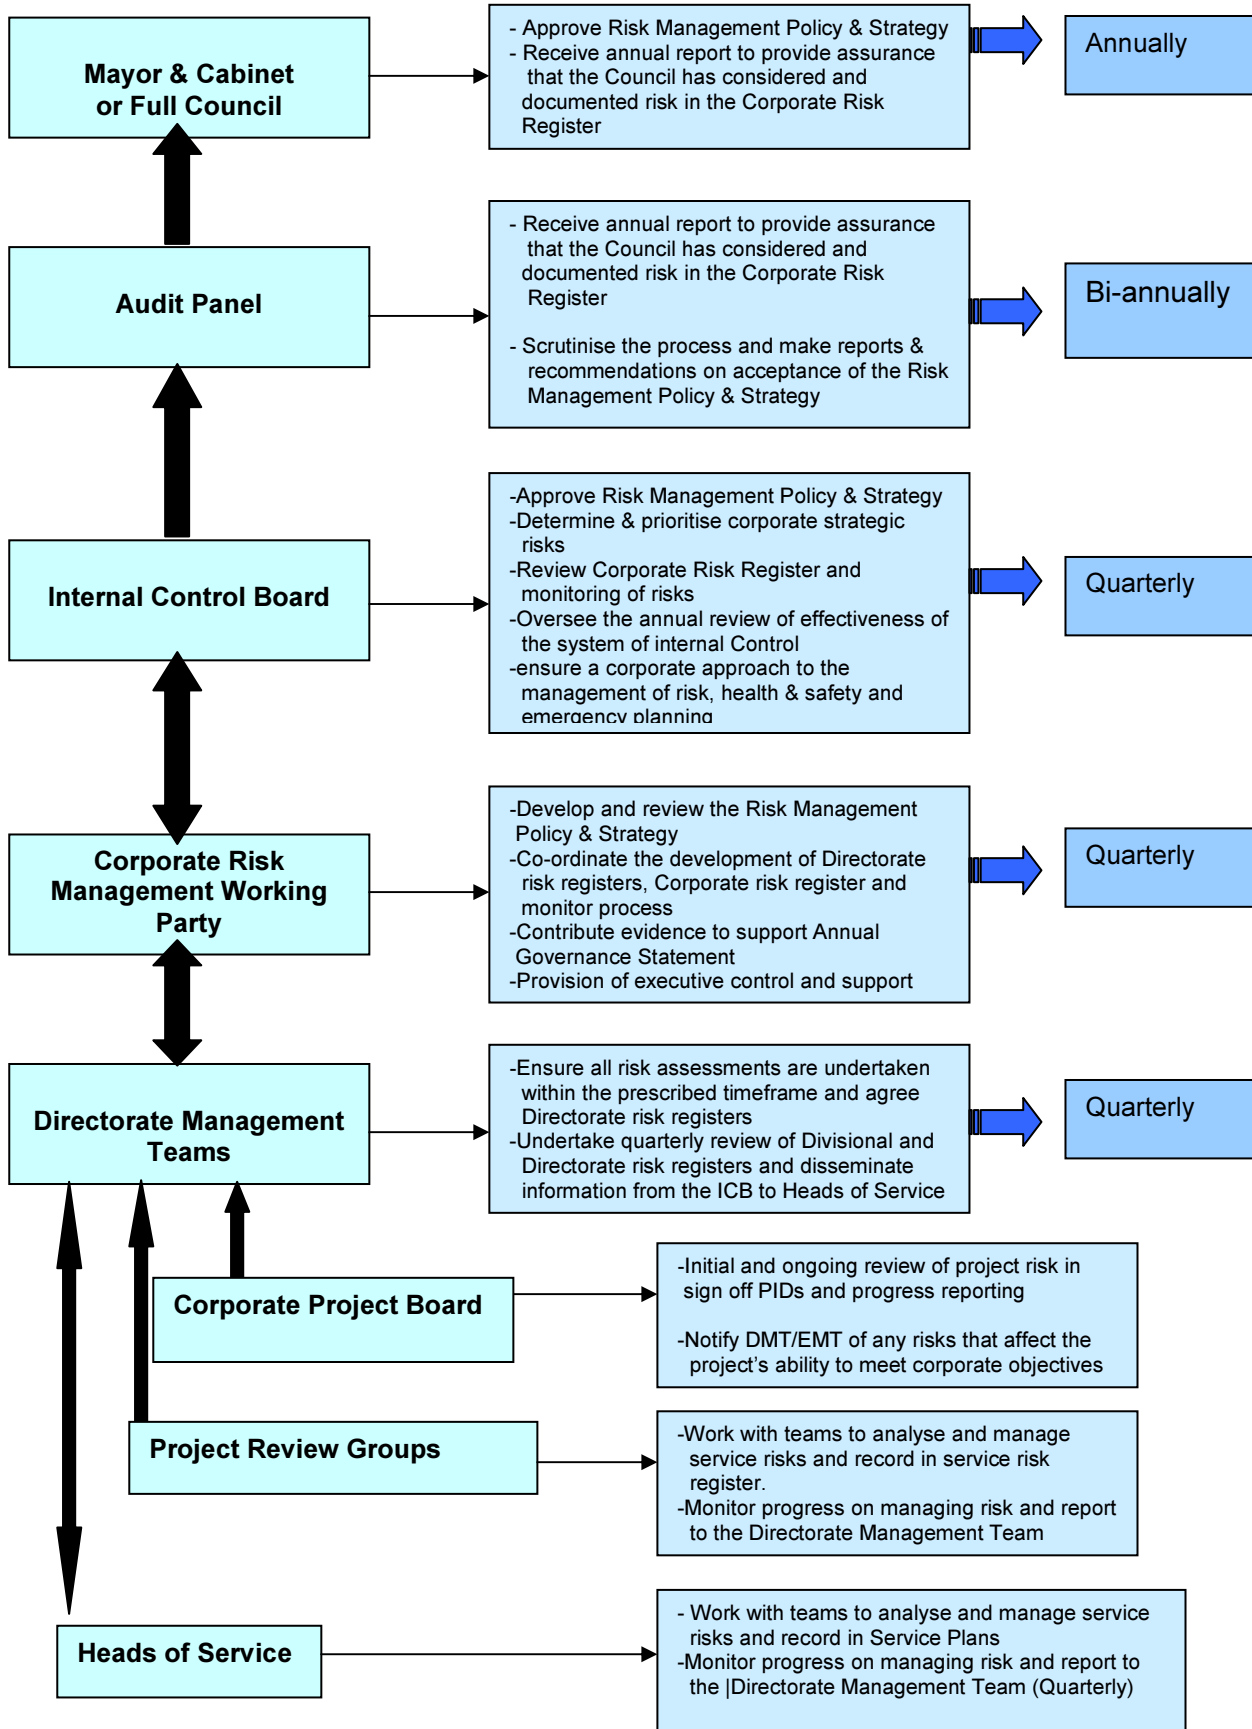 Mayor & Cabinet
or Full Council
- Approve Risk Management Policy & Strategy
- Receive annual report to provide assurance
that the Council has considered and
documented risk in the Corporate Risk
Register
Annually
Audit Panel
- Receive annual report to provide assurance
that the Council has considered and
documented risk in the Corporate Risk
Register
- Scrutinise the process and make reports &
recommendations on acceptance of the Risk
Management Policy & Strategy
Bi-annually
Internal Control Board
-Approve Risk Management Policy & Strategy
-Determine & prioritise corporate strategic
risks
-Review Corporate Risk Register and
monitoring of risks
-Oversee the annual review of effectiveness of
the system of internal Control
-ensure a corporate approach to the
management of risk, health & safety and
emergency planning
Quarterly
Corporate Risk
Management Working
Party
-Develop and review the Risk Management
Policy & Strategy
-Co-ordinate the development of Directorate
risk registers, Corporate risk register and
monitor process
-Contribute evidence to support Annual
Governance Statement
-Provision of executive control and support
Quarterly
Directorate Management
Teams
-Ensure all risk assessments are undertaken
within the prescribed timeframe and agree
Directorate risk registers
-Undertake quarterly review of Divisional and
Directorate risk registers and disseminate
information from the ICB to Heads of Service
Quarterly
Corporate Project Board
-Initial and ongoing review of project risk in
sign off PIDs and progress reporting
-Notify DMT/EMT of any risks that affect the
project's ability to meet corporate objectives
Project Review Groups
-Work with teams to analyse and manage
service risks and record in service risk
register.
-Monitor progress on managing risk and report
to the Directorate Management Team
Heads of Service
- Work with teams to analyse and manage service
risks and record in Service Plans
-Monitor progress on managing risk and report to
the |Directorate Management Team (Quarterly)